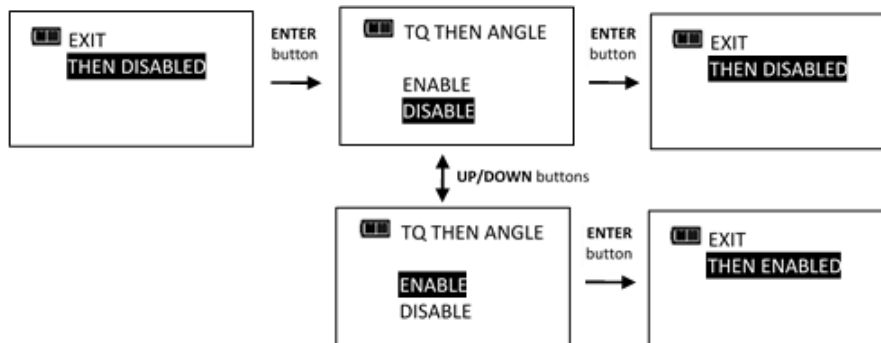 EXIT
THEN DISABLED
ENTER
button
TQ THEN ANGLE
ENABLE
DISABLE
ENTER
button
EXIT
THEN DISABLED
UP/DOWN buttons
TQ THEN ANGLE
ENABLE
DISABLE
ENTER
button
EXIT
THEN ENABLED